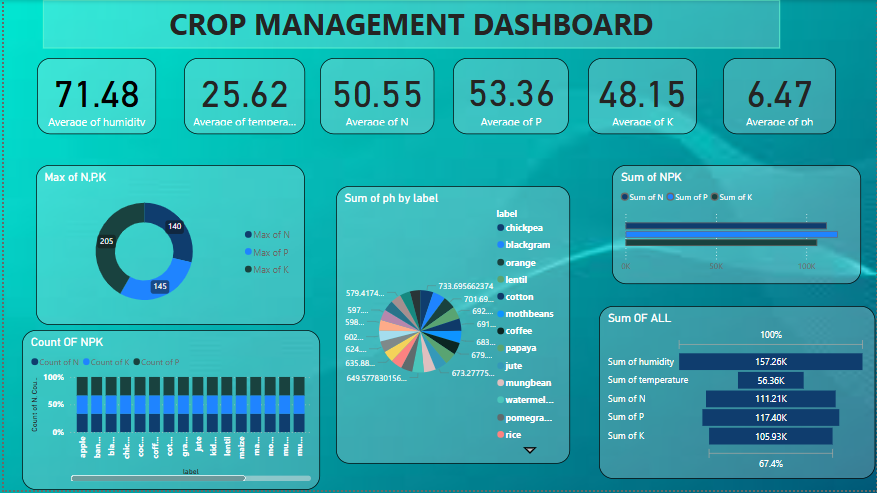 CROP MANAGEMENT DASHBOARD
71.48
Average of humidity
25.62
Average of tempera...
50.55
Average of N
53.36
Average of P
48.15
Average of K
6.47
Average of ph
Max of N.P.K
140
145
205
Max of N
Max of P
Max of K
Sum of ph by label
label
chickpea
blackgram
orange
lentil
cotton
mothbeans
coffee
papaya
jute
mungbean
watermel...
pomegra...
rice
733.695662374
701.69...
692....
691....
683...
679....
673.27775...
649.577830156...
635.88...
624....
602...
598...
597....
579.4174...
Sum of NPK
Sum of N
Sum of P
Sum of K
0K
50K
100K
Count OF NPK
Count of N
Count of K
Count of P
Count of N, Cou...
100%
50%
0%
apple
ban...
bla...
chic...
coc...
coff...
cot...
gra...
jute
kid...
lentil
maize
ma...
mo...
mu...
mu...
label
Sum OF ALL
100%
Sum of humidity 157.26K
Sum of temperature 56.36K
Sum of N 111.21K
Sum of P 117.40K
Sum of K 105.93K
67.4%